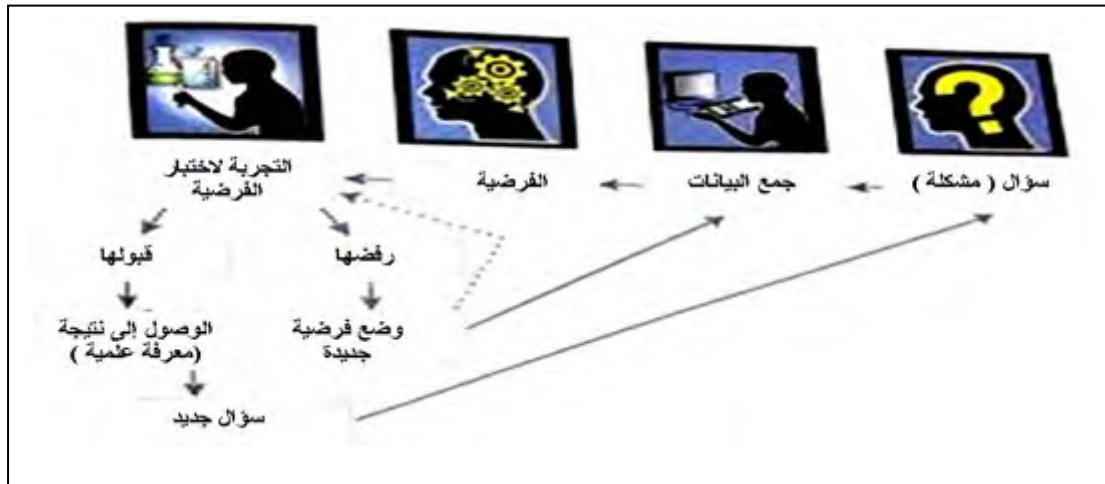 سؤال ( مشكلة )
جمع البيانات
الفرضية
التجربة لاختبار
الفرضية
قبولها
رفضها
الوصول إلى نتيجة
(معرفة علمية )
وضع فرضية
جديدة
سؤال جديد